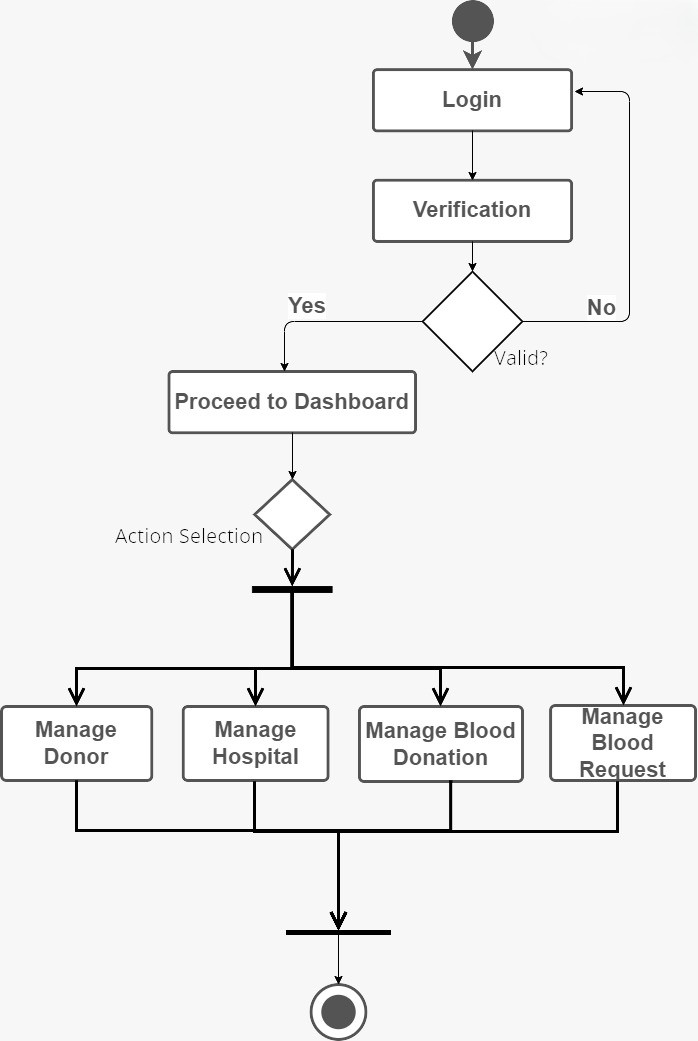 Login
Verification
Yes
No
Valid?
Proceed to Dashboard
Action Selection
Manage
Donor
Manage
Hospital
Manage Blood
Donation
Manage
Blood
Request